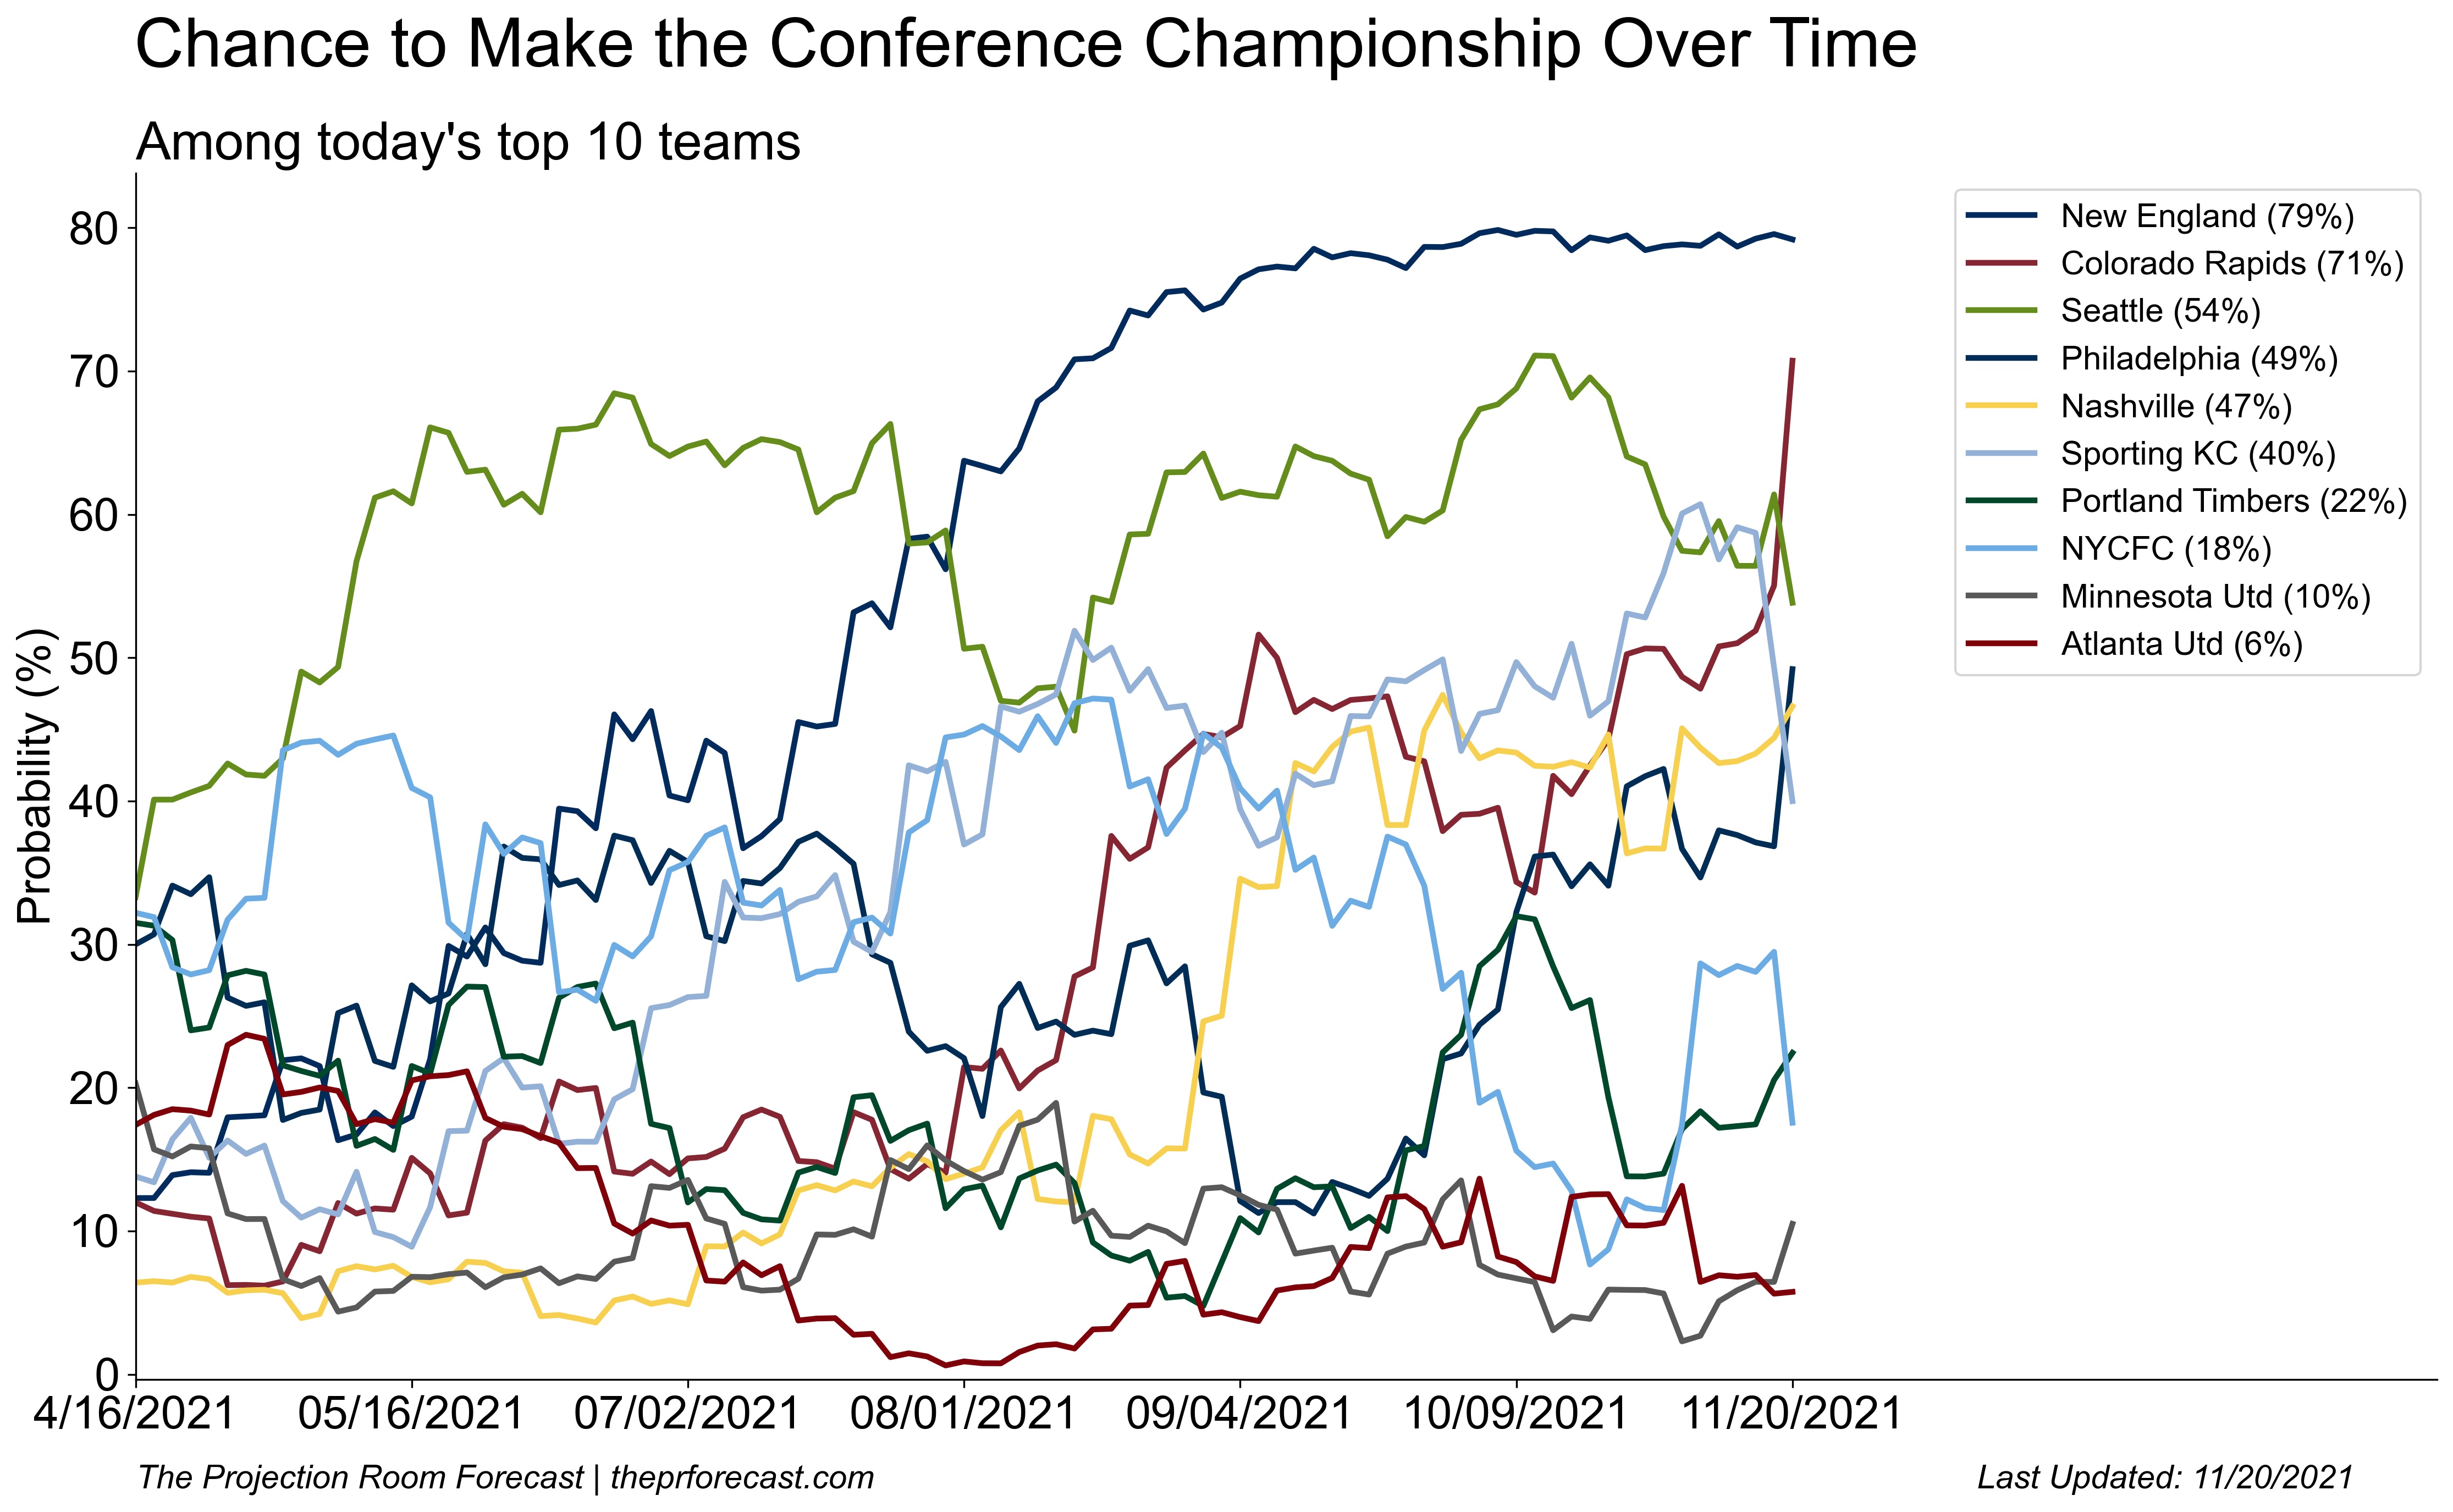 Chance to Make the Conference Championship Over Time
Among today's top 10 teams
80
70
60
50
40
30
20
10
0
Probability (%)
4/16/2021
05/16/2021
07/02/2021
08/01/2021
09/04/2021
10/09/2021
11/20/2021
New England (79%)
Colorado Rapids (71%)
Seattle (54%)
Philadelphia (49%)
Nashville (47%)
Sporting KC (40%)
Portland Timbers (22%)
NYCFC (18%)
Minnesota Utd (10%)
Atlanta Utd (6%)
The Projection Room Forecast | theprforecast.com
Last Updated: 11/20/2021